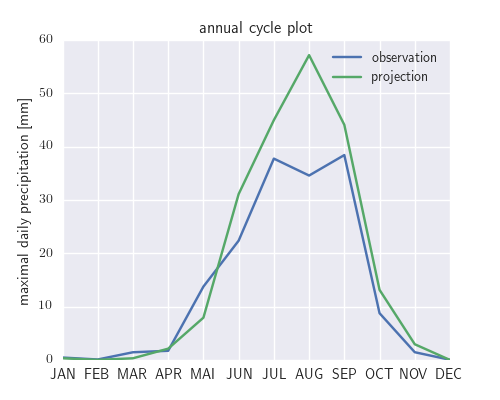 annual cycle plot
observation
projection
maximal daily precipitation [mm]
60
50
40
30
20
10
0
JAN FEB MAR APR MAI JUN JUL AUG SEP OCT NOV DEC